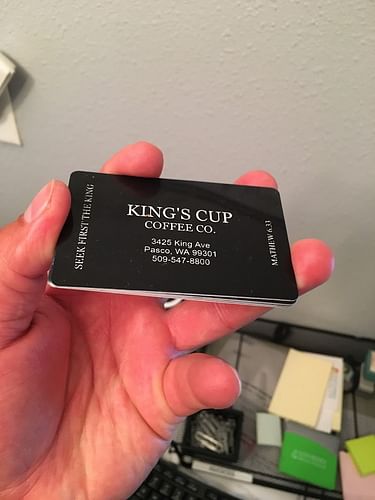 SEEK FIRST THE KING
KING'S CUP
COFFEE CO.
3425 King Ave
Pasco, WA 99301
509-547-8800
MATHEW 6:33